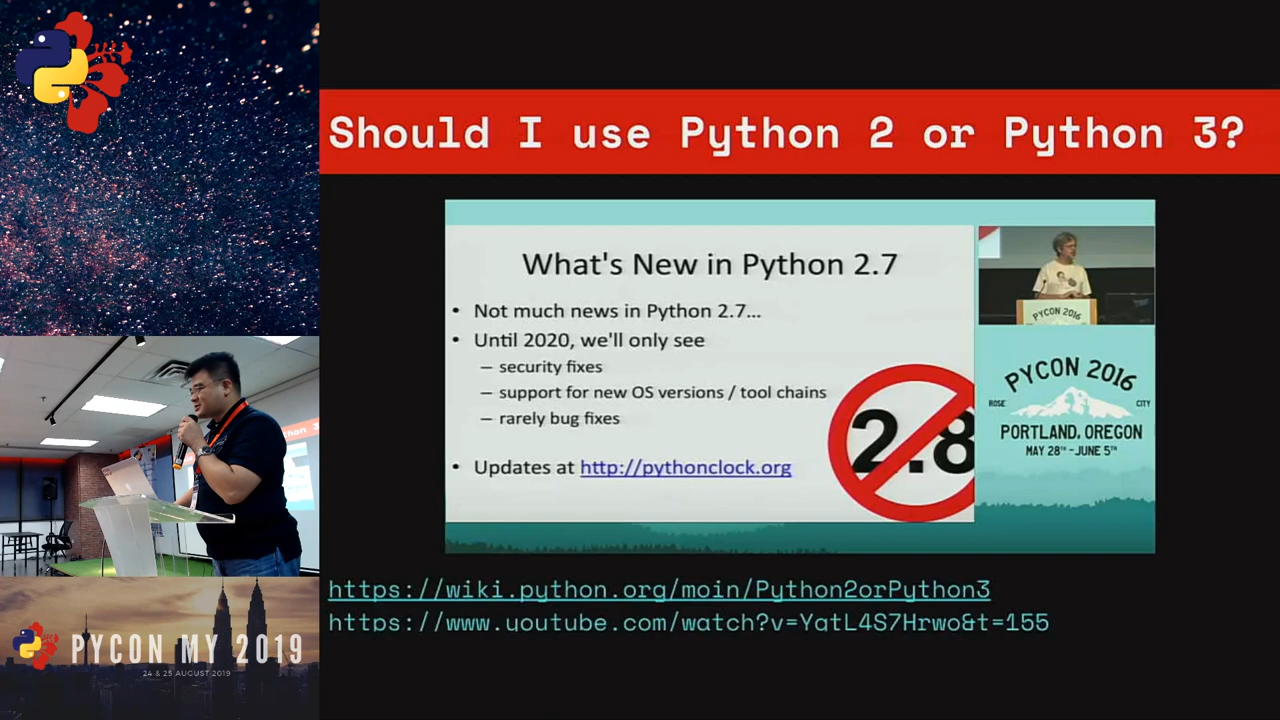 Should I use Python 2 or Python 3?
What's New in Python 2.7
• Not much news in Python 2.7...
• Until 2020, we'll only see
– security fixes
– support for new OS versions / tool chains
– rarely bug fixes
• Updates at http://pythonclock.org
2.8
PYCON 2016
PYCON 2016
ROSE CITY
PORTLAND, OREGON
MAY 28TH - JUNE 5TH
https://wiki.python.org/moin/Python2orPython3
https://www.youtube.com/watch?v=YgtL4S7Hrwo&t=155
PYCON MY 2019
24 & 25 AUGUST 2019